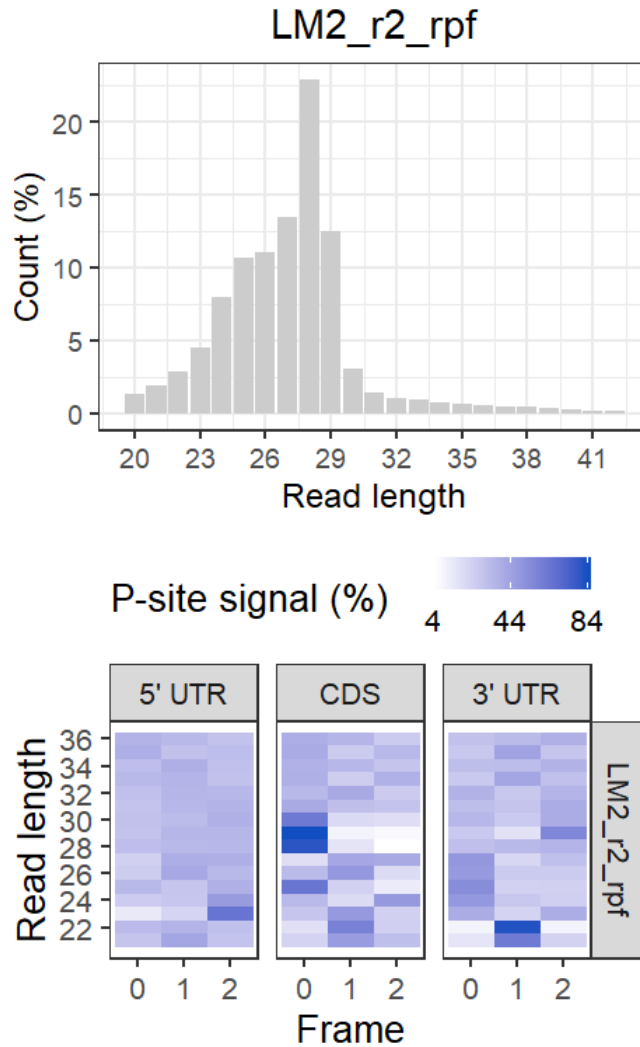 LM2_r2_rpf
Count (%)
20
15
10
5
0
20 23 26 29 32 35 38 41
Read length
P-site signal (%)
4 44 84
5' UTR CDS 3' UTR
Read length
36
34
32
30
28
26
24
22
LM2_r2_rpf
0 1 2 0 1 2 0 1 2
Frame